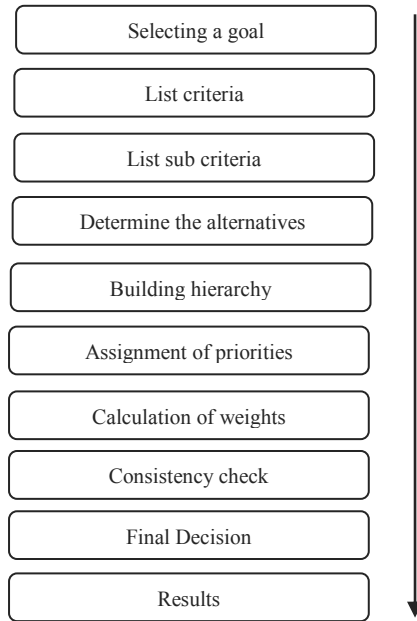 Selecting a goal
List criteria
List sub criteria
Determine the alternatives
Building hierarchy
Assignment of priorities
Calculation of weights
Consistency check
Final Decision
Results